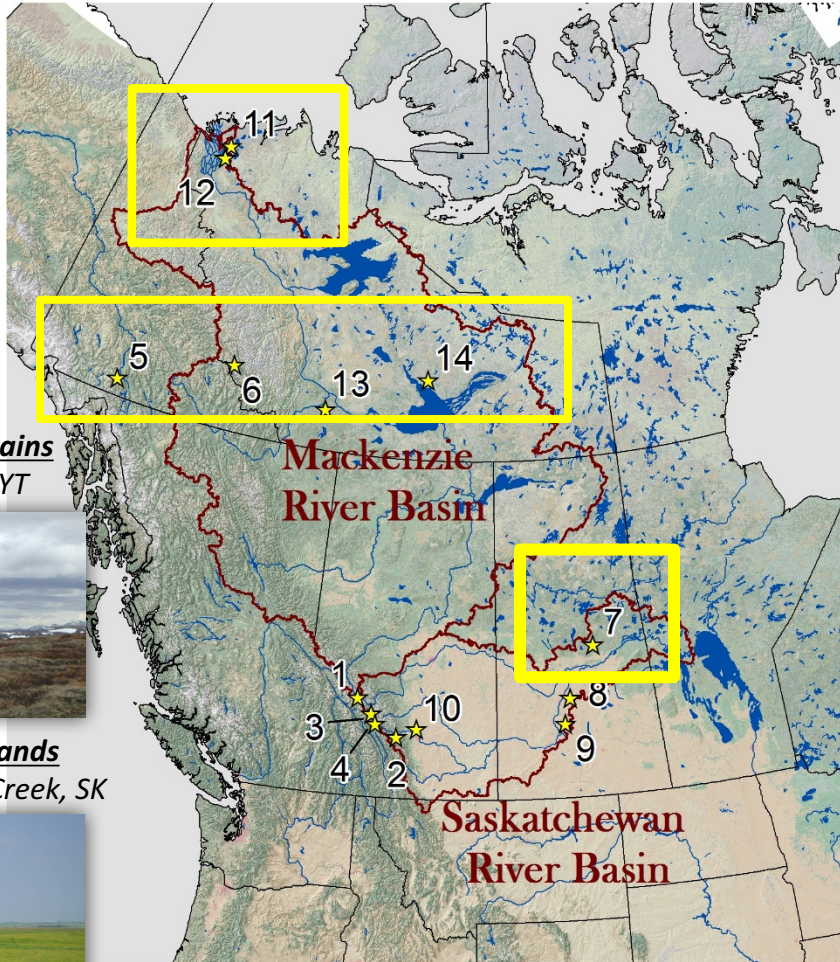 11
12
5
6
13
14
Mackenzie
River Basin
ains
YT
7
1
8
3
10
9
4
2
ands
Creek, SK
Saskatchewan
River Basin